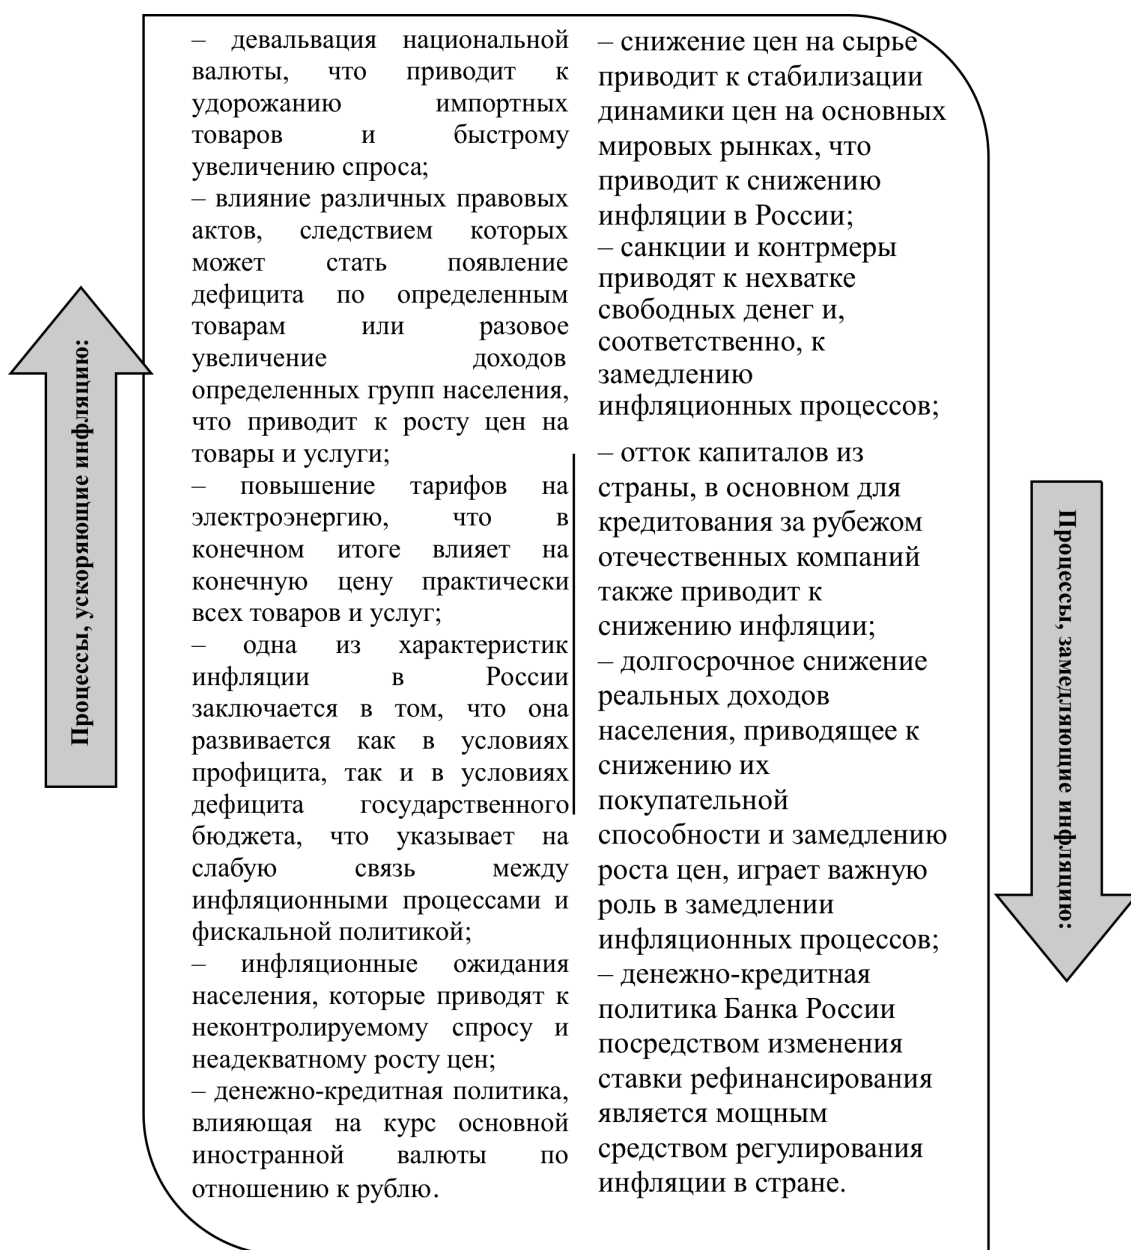 Процессы, ускоряющие инфляцию:
– девальвация национальной
валюты, что приводит к
удорожанию импортных
товаров и быстрому
увеличению спроса;
– влияние различных правовых
актов, следствием которых
может стать появление
дефицита по определенным
товарам или разовое
увеличение доходов
определенных групп населения,
что приводит к росту цен на
товары и услуги;
– повышение тарифов на
электроэнергию, что в
конечном итоге влияет на
конечную цену практически
всех товаров и услуг;
– одна из характеристик
инфляции в России
заключается в том, что она
развивается как в условиях
профицита, так и в условиях
дефицита государственного
бюджета, что указывает на
слабую связь между
инфляционными процессами и
фискальной политикой;
– инфляционные ожидания
населения, которые приводят к
неконтролируемому спросу и
неадекватному росту цен;
– денежно-кредитная политика,
влияющая на курс основной
иностранной валюты по
отношению к рублю.
– снижение цен на сырье
приводит к стабилизации
динамики цен на основных
мировых рынках, что
приводит к снижению
инфляции в России;
– санкции и контрмеры
приводят к нехватке
свободных денег и,
соответственно, к
замедлению
инфляционных процессов;
– отток капиталов из
страны, в основном для
кредитования за рубежом
отечественных компаний
также приводит к
снижению инфляции;
– долгосрочное снижение
реальных доходов
населения, приводящее к
снижению их
покупательной
способности и замедлению
роста цен, играет важную
роль в замедлении
инфляционных процессов;
– денежно-кредитная
политика Банка России
посредством изменения
ставки рефинансирования
является мощным
средством регулирования
инфляции в стране.
Процессы, замедляющие инфляцию: